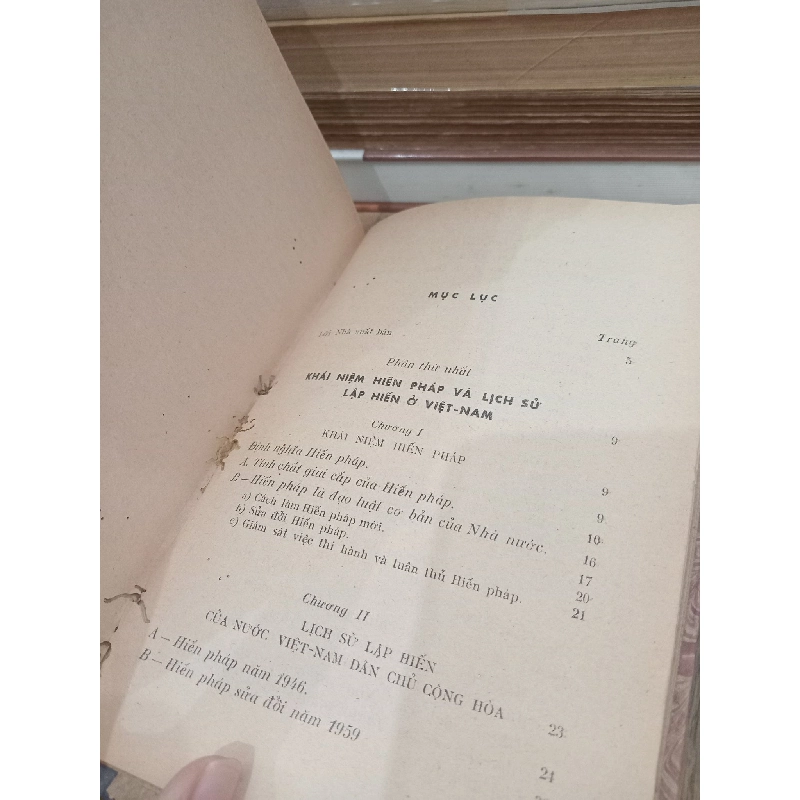 MỤC LỤC
Trang
Lời Nhà xuất bản 5
Phần thứ nhất
KHÁI NIỆM HIẾN PHÁP VÀ LỊCH SỬ
LẬP HIẾN Ở VIỆT-NAM
Chương I 9
KHÁI NIỆM HIẾN PHÁP
Định nghĩa Hiến pháp. 9
A. Tính chất giai cấp của Hiến pháp. 9
B — Hiến pháp là đạo luật cơ bản của Nhà nước. 10
a) Cách làm Hiến pháp mới. 16
b) Sửa đổi Hiến pháp. 17
c) Giám sát việc thi hành và tuân thủ Hiến pháp. 20
21
Chương II
LỊCH SỬ LẬP HIẾN
CỦA NƯỚC VIỆT-NAM DÂN CHỦ CỘNG HÒA
A — Hiến pháp năm 1946. 23
B — Hiến pháp sửa đổi năm 1959 24